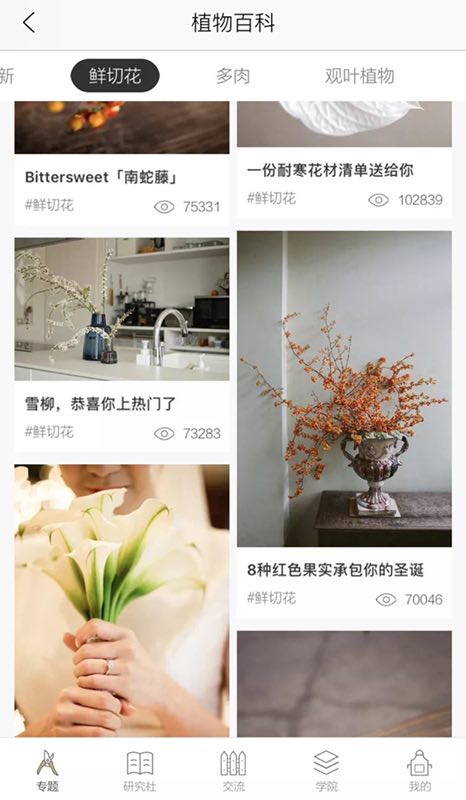 植物百科
新
鲜切花
多肉
观叶植物
Bittersweet「南蛇藤」
#鲜切花
75331
一份耐寒花材清单送给你
#鲜切花
102839
雪柳，恭喜你上热门了
#鲜切花
73283
8种红色果实承包你的圣诞
#鲜切花
70046
专题
研究社
交流
学院
我的